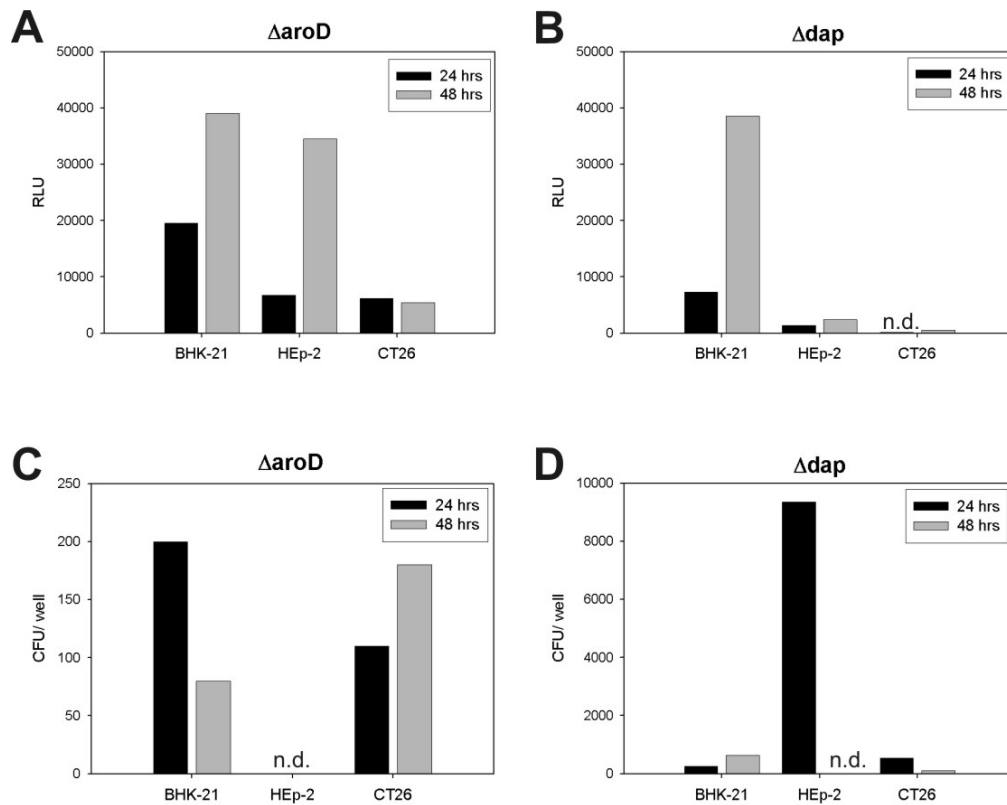 A
ΔaroD
50000
40000
30000
20000
10000
0
RLU
24 hrs
48 hrs
BHK-21
HEp-2
CT26
B
Δdap
50000
40000
30000
20000
10000
0
RLU
24 hrs
48 hrs
n.d.
BHK-21
HEp-2
CT26
C
ΔaroD
250
200
150
100
50
0
CFU/ well
24 hrs
48 hrs
n.d.
BHK-21
HEp-2
CT26
D
Δdap
10000
8000
6000
4000
2000
0
CFU/ well
24 hrs
48 hrs
n.d.
BHK-21
HEp-2
CT26